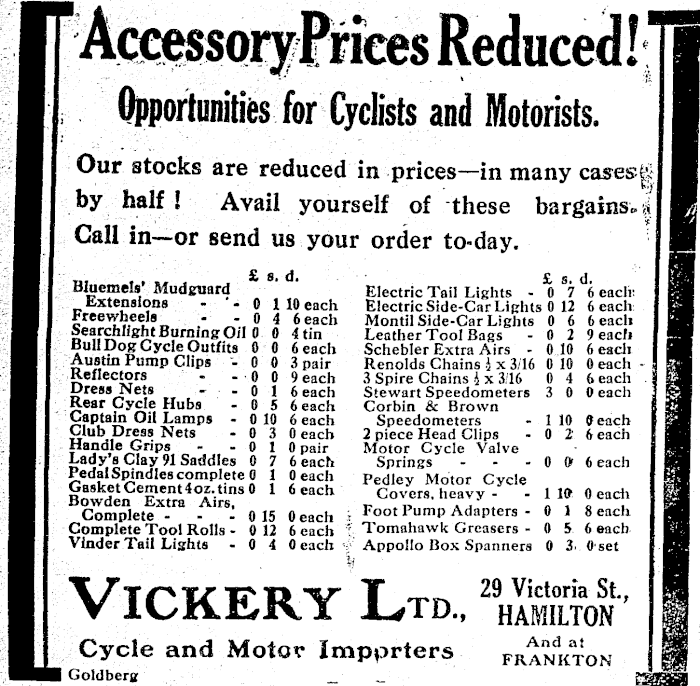 Accessory Prices Reduced!
Opportunities for Cyclists and Motorists.
Our stocks are reduced in prices—in many cases
by half! Avail yourself of these bargains.
Call in—or send us your order to-day.
£ s. d.
Bluemels' Mudguard
Extensions - - 0 1 10 each
Freewheels - - 0 4 6 each
Searchlight Burning Oil 0 0 4 tin
Bull Dog Cycle Outfits 0 0 6 each
Austin Pump Clips - 0 0 3 pair
Reflectors - - 0 0 9 each
Dress Nets - - 0 1 6 each
Rear Cycle Hubs - 0 5 6 each
Captain Oil Lamps - 0 10 6 each
Club Dress Nets - 0 3 0 each
Handle Grips - - 0 1 0 pair
Lady's Clay 91 Saddles 0 7 6 each
Pedal Spindles complete 0 1 0 each
Gasket Cement 4 oz. tins 0 1 6 each
Bowden Extra Airs,
Complete - - - 0 15 0 each
Complete Tool Rolls - 0 12 6 each
Vinder Tail Lights - 0 4 0 each
£ s. d.
Electric Tail Lights - 0 7 6 each
Electric Side-Car Lights 0 12 6 each
Montil Side-Car Lights 0 6 6 each
Leather Tool Bags - 0 2 9 each
Schebler Extra Airs - 0 10 6 each
Renolds Chains ½ x 3/16 0 10 0 each
3 Spire Chains ½ x 3/16 0 4 6 each
Stewart Speedometers 3 0 0 each
Corbin & Brown
Speedometers - 1 10 0 each
2 piece Head Clips - 0 2 6 each
Motor Cycle Valve
Springs - - - 0 0 6 each
Pedley Motor Cycle
Covers, heavy - - 1 10 0 each
Foot Pump Adapters - 0 1 8 each
Tomahawk Greasers - 0 5 6 each
Appollo Box Spanners 0 3 0 set
VICKERY LTD.,
Cycle and Motor Importers
29 Victoria St.,
HAMILTON
And at
FRANKTON
Goldberg